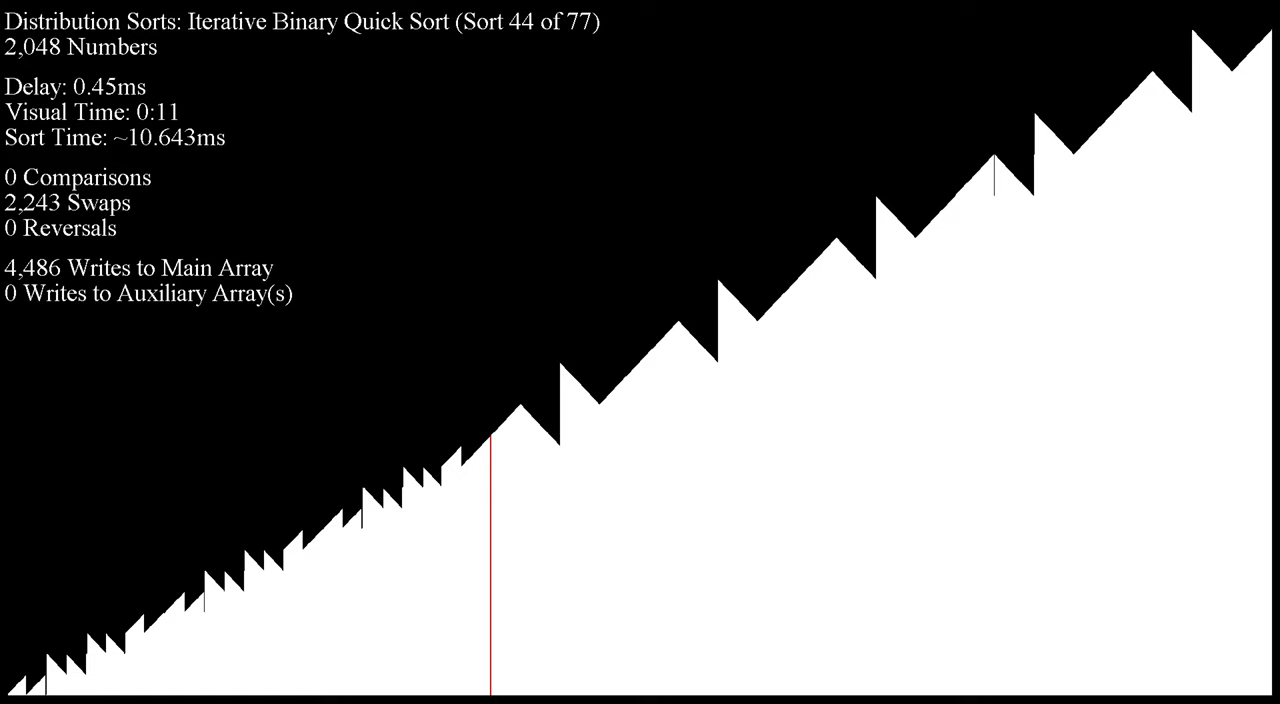 Distribution Sorts: Iterative Binary Quick Sort (Sort 44 of 77)
2,048 Numbers
Delay: 0.45ms
Visual Time: 0:11
Sort Time: ~10.643ms
0 Comparisons
2,243 Swaps
0 Reversals
4,486 Writes to Main Array
0 Writes to Auxiliary Array(s)